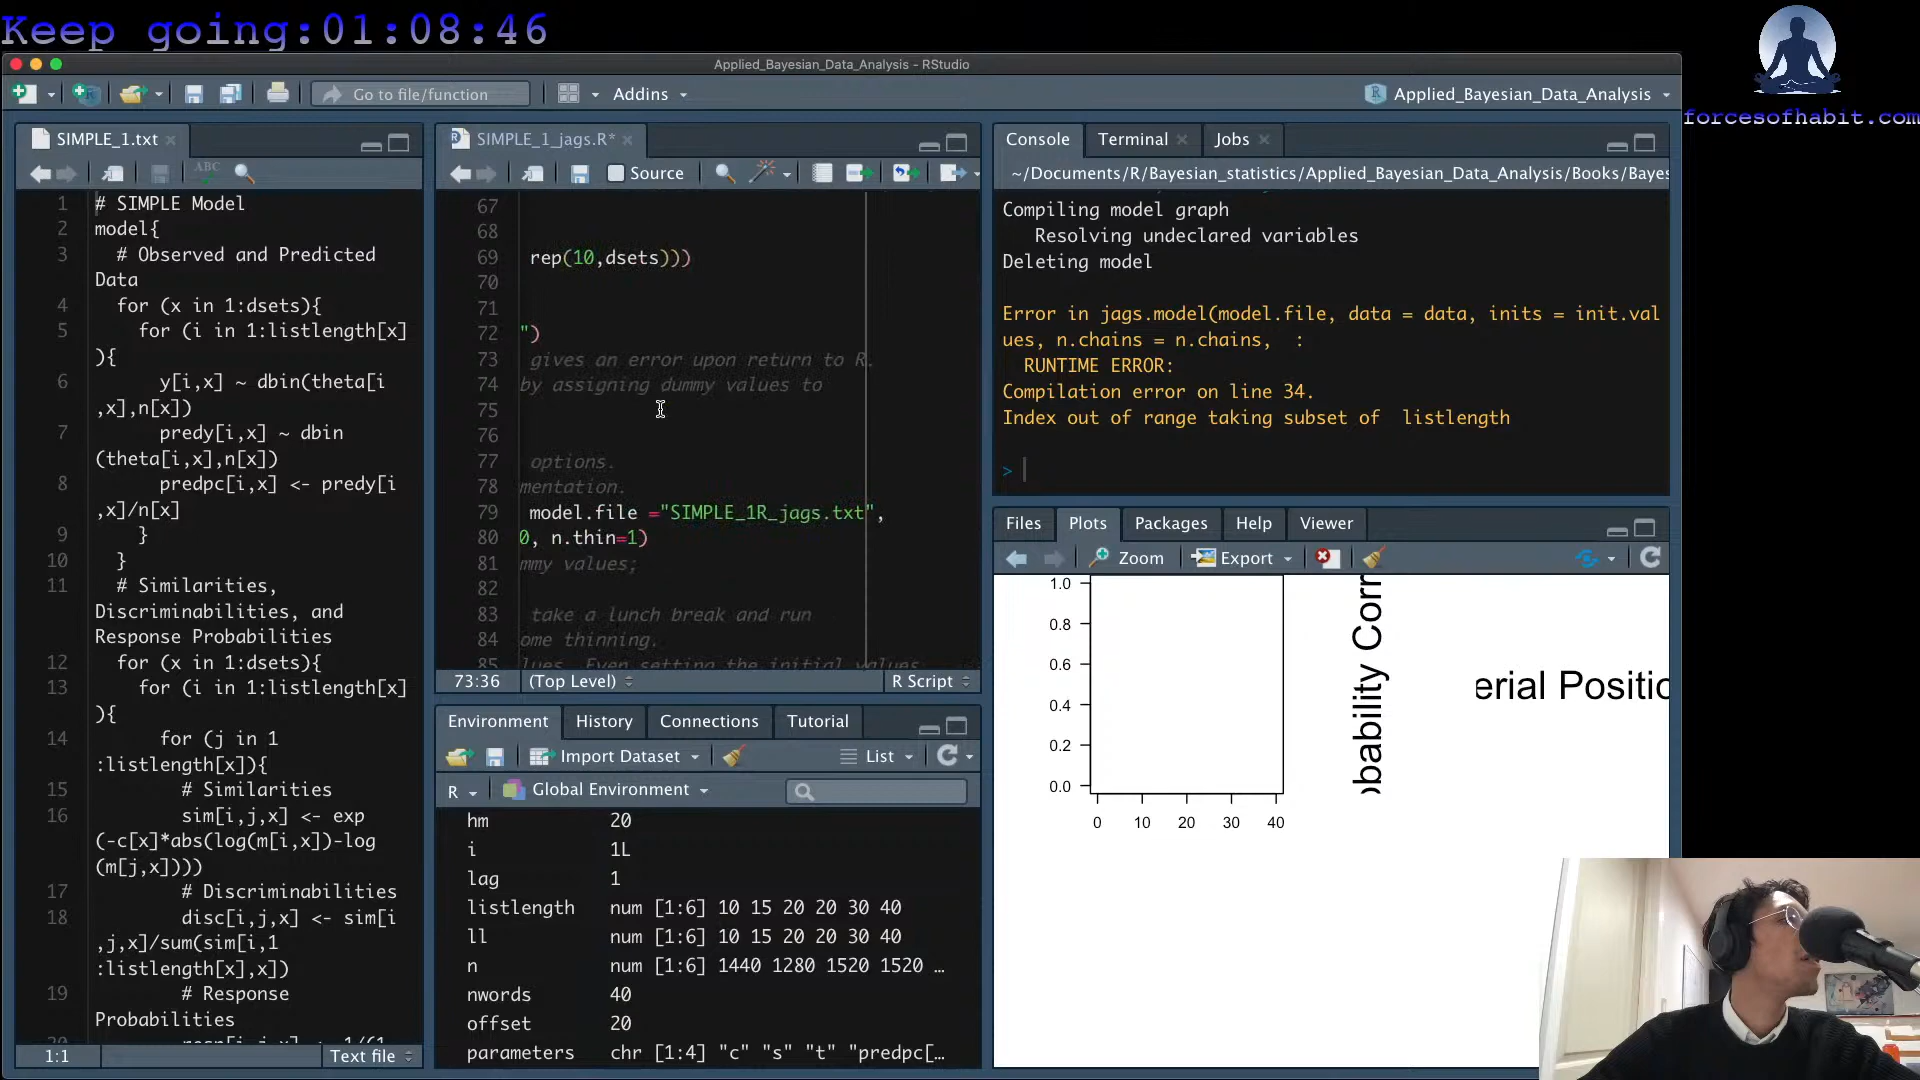 Keep going:01:08:46
forcesofhabit.com
Applied_Bayesian_Data_Analysis - RStudio
Go to file/function
Addins
Applied_Bayesian_Data_Analysis
SIMPLE_1.txt
ABC
1 # SIMPLE Model
2 model{
3 # Observed and Predicted
Data
4 for (x in 1:dsets){
5 for (i in 1:listlength[x]
){
6 y[i,x] ~ dbin(theta[i
,x],n[x])
7 predy[i,x] ~ dbin
(theta[i,x],n[x])
8 predpc[i,x] <- predy[i
,x]/n[x]
9 }
10 }
11 # Similarities,
Discriminabilities, and
Response Probabilities
12 for (x in 1:dsets){
13 for (i in 1:listlength[x]
){
14 for (j in 1
:listlength[x]){
15 # Similarities
16 sim[i,j,x] <- exp
(-c[x]*abs(log(m[i,x])-log
(m[j,x])))
17 # Discriminabilities
18 disc[i,j,x] <- sim[i
,j,x]/sum(sim[i,1
:listlength[x],x])
19 # Response
Probabilities
1:1
Text file
SIMPLE_1_jags.R*
Source
67
68
69 rep(10,dsets)))
70
71
72 ")
73 gives an error upon return to R.
74 by assigning dummy values to
75
76
77 options.
78 mentation.
79 model.file ="SIMPLE_1R_jags.txt",
80 0, n.thin=1)
81 mmy values;
82
83 take a lunch break and run
84 ome thinning.
85 lues. Even setting the initial values
73:36
(Top Level)
R Script
Environment
History
Connections
Tutorial
Import Dataset
List
R
Global Environment
hm 20
i 1L
lag 1
listlength num [1:6] 10 15 20 20 30 40
ll num [1:6] 10 15 20 20 30 40
n num [1:6] 1440 1280 1520 1520 …
nwords 40
offset 20
parameters chr [1:4] "c" "s" "t" "predpc[…
Console
Terminal
Jobs
~/Documents/R/Bayesian_statistics/Applied_Bayesian_Data_Analysis/Books/Bayes
Compiling model graph
Resolving undeclared variables
Deleting model
Error in jags.model(model.file, data = data, inits = init.val
ues, n.chains = n.chains, :
RUNTIME ERROR:
Compilation error on line 34.
Index out of range taking subset of listlength
>
Files
Plots
Packages
Help
Viewer
Zoom
Export
1.0
0.8
0.6
0.4
0.2
0.0
0 10 20 30 40
obability Corr
erial Positio